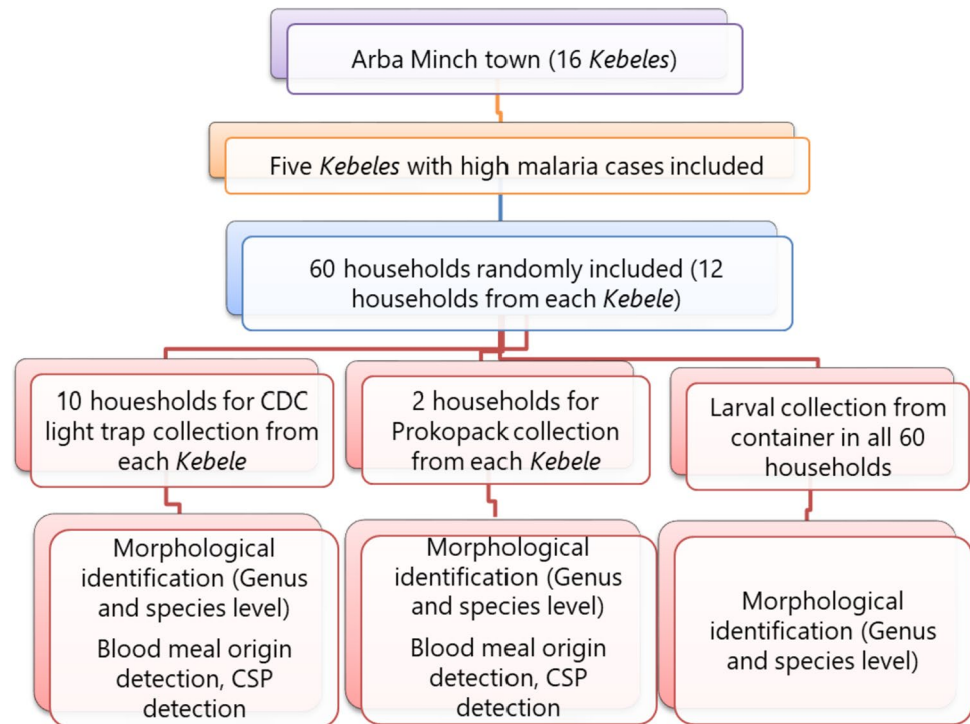 Arba Minch town (16 Kebeles)
Five Kebeles with high malaria cases included
60 households randomly included (12
households from each Kebele)
10 houesholds for CDC
light trap collection from
each Kebele
2 households for
Prokopack collection
from each Kebele
Larval collection from
container in all 60
households
Morphological
identification (Genus
and species level)
Blood meal origin
detection, CSP
detection
Morphological
identification (Genus
and species level)
Blood meal origin
detection, CSP
detection
Morphological
identification (Genus
and species level)